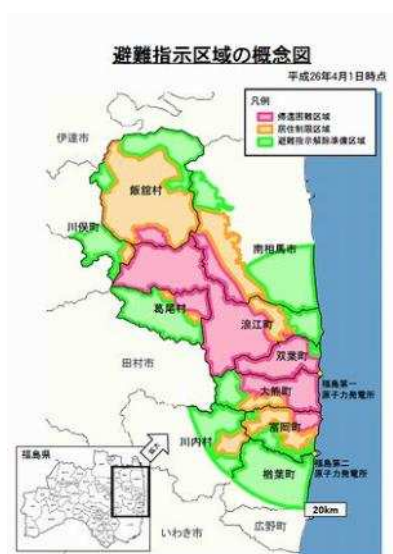 避難指示区域の概念図
平成26年4月1日時点
凡例
帰還困難区域
居住制限区域
避難指示解除準備区域
伊達市
飯舘村
川俣町
南相馬市
葛尾村
浪江町
双葉町
田村市
大熊町
福島第一
原子力発電所
富岡町
川内村
拡大
福島第二
原子力発電所
福島県
楢葉町
20km
いわき市
広野町